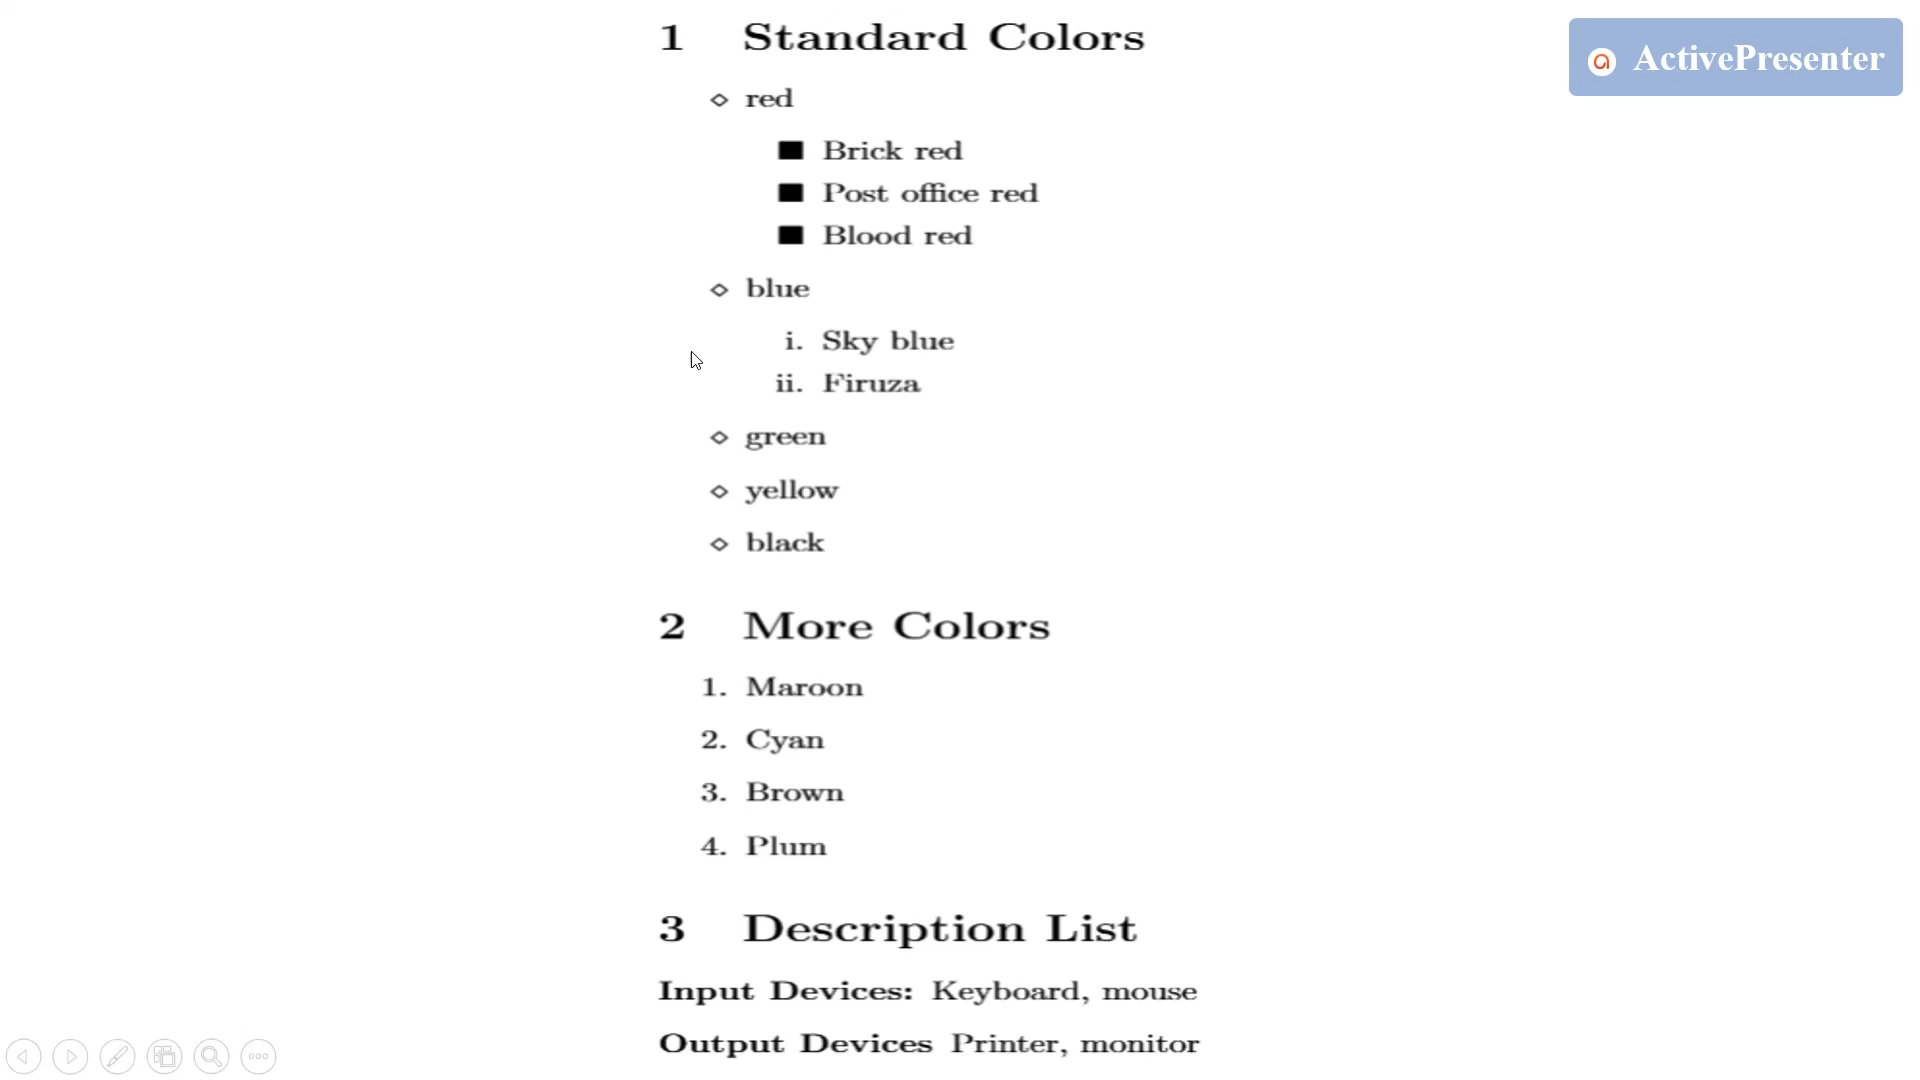 1 Standard Colors
ActivePresenter
◇ red
■ Brick red
■ Post office red
■ Blood red
◇ blue
i. Sky blue
ii. Firuza
◇ green
◇ yellow
◇ black
2 More Colors
1. Maroon
2. Cyan
3. Brown
4. Plum
3 Description List
Input Devices: Keyboard, mouse
Output Devices Printer, monitor